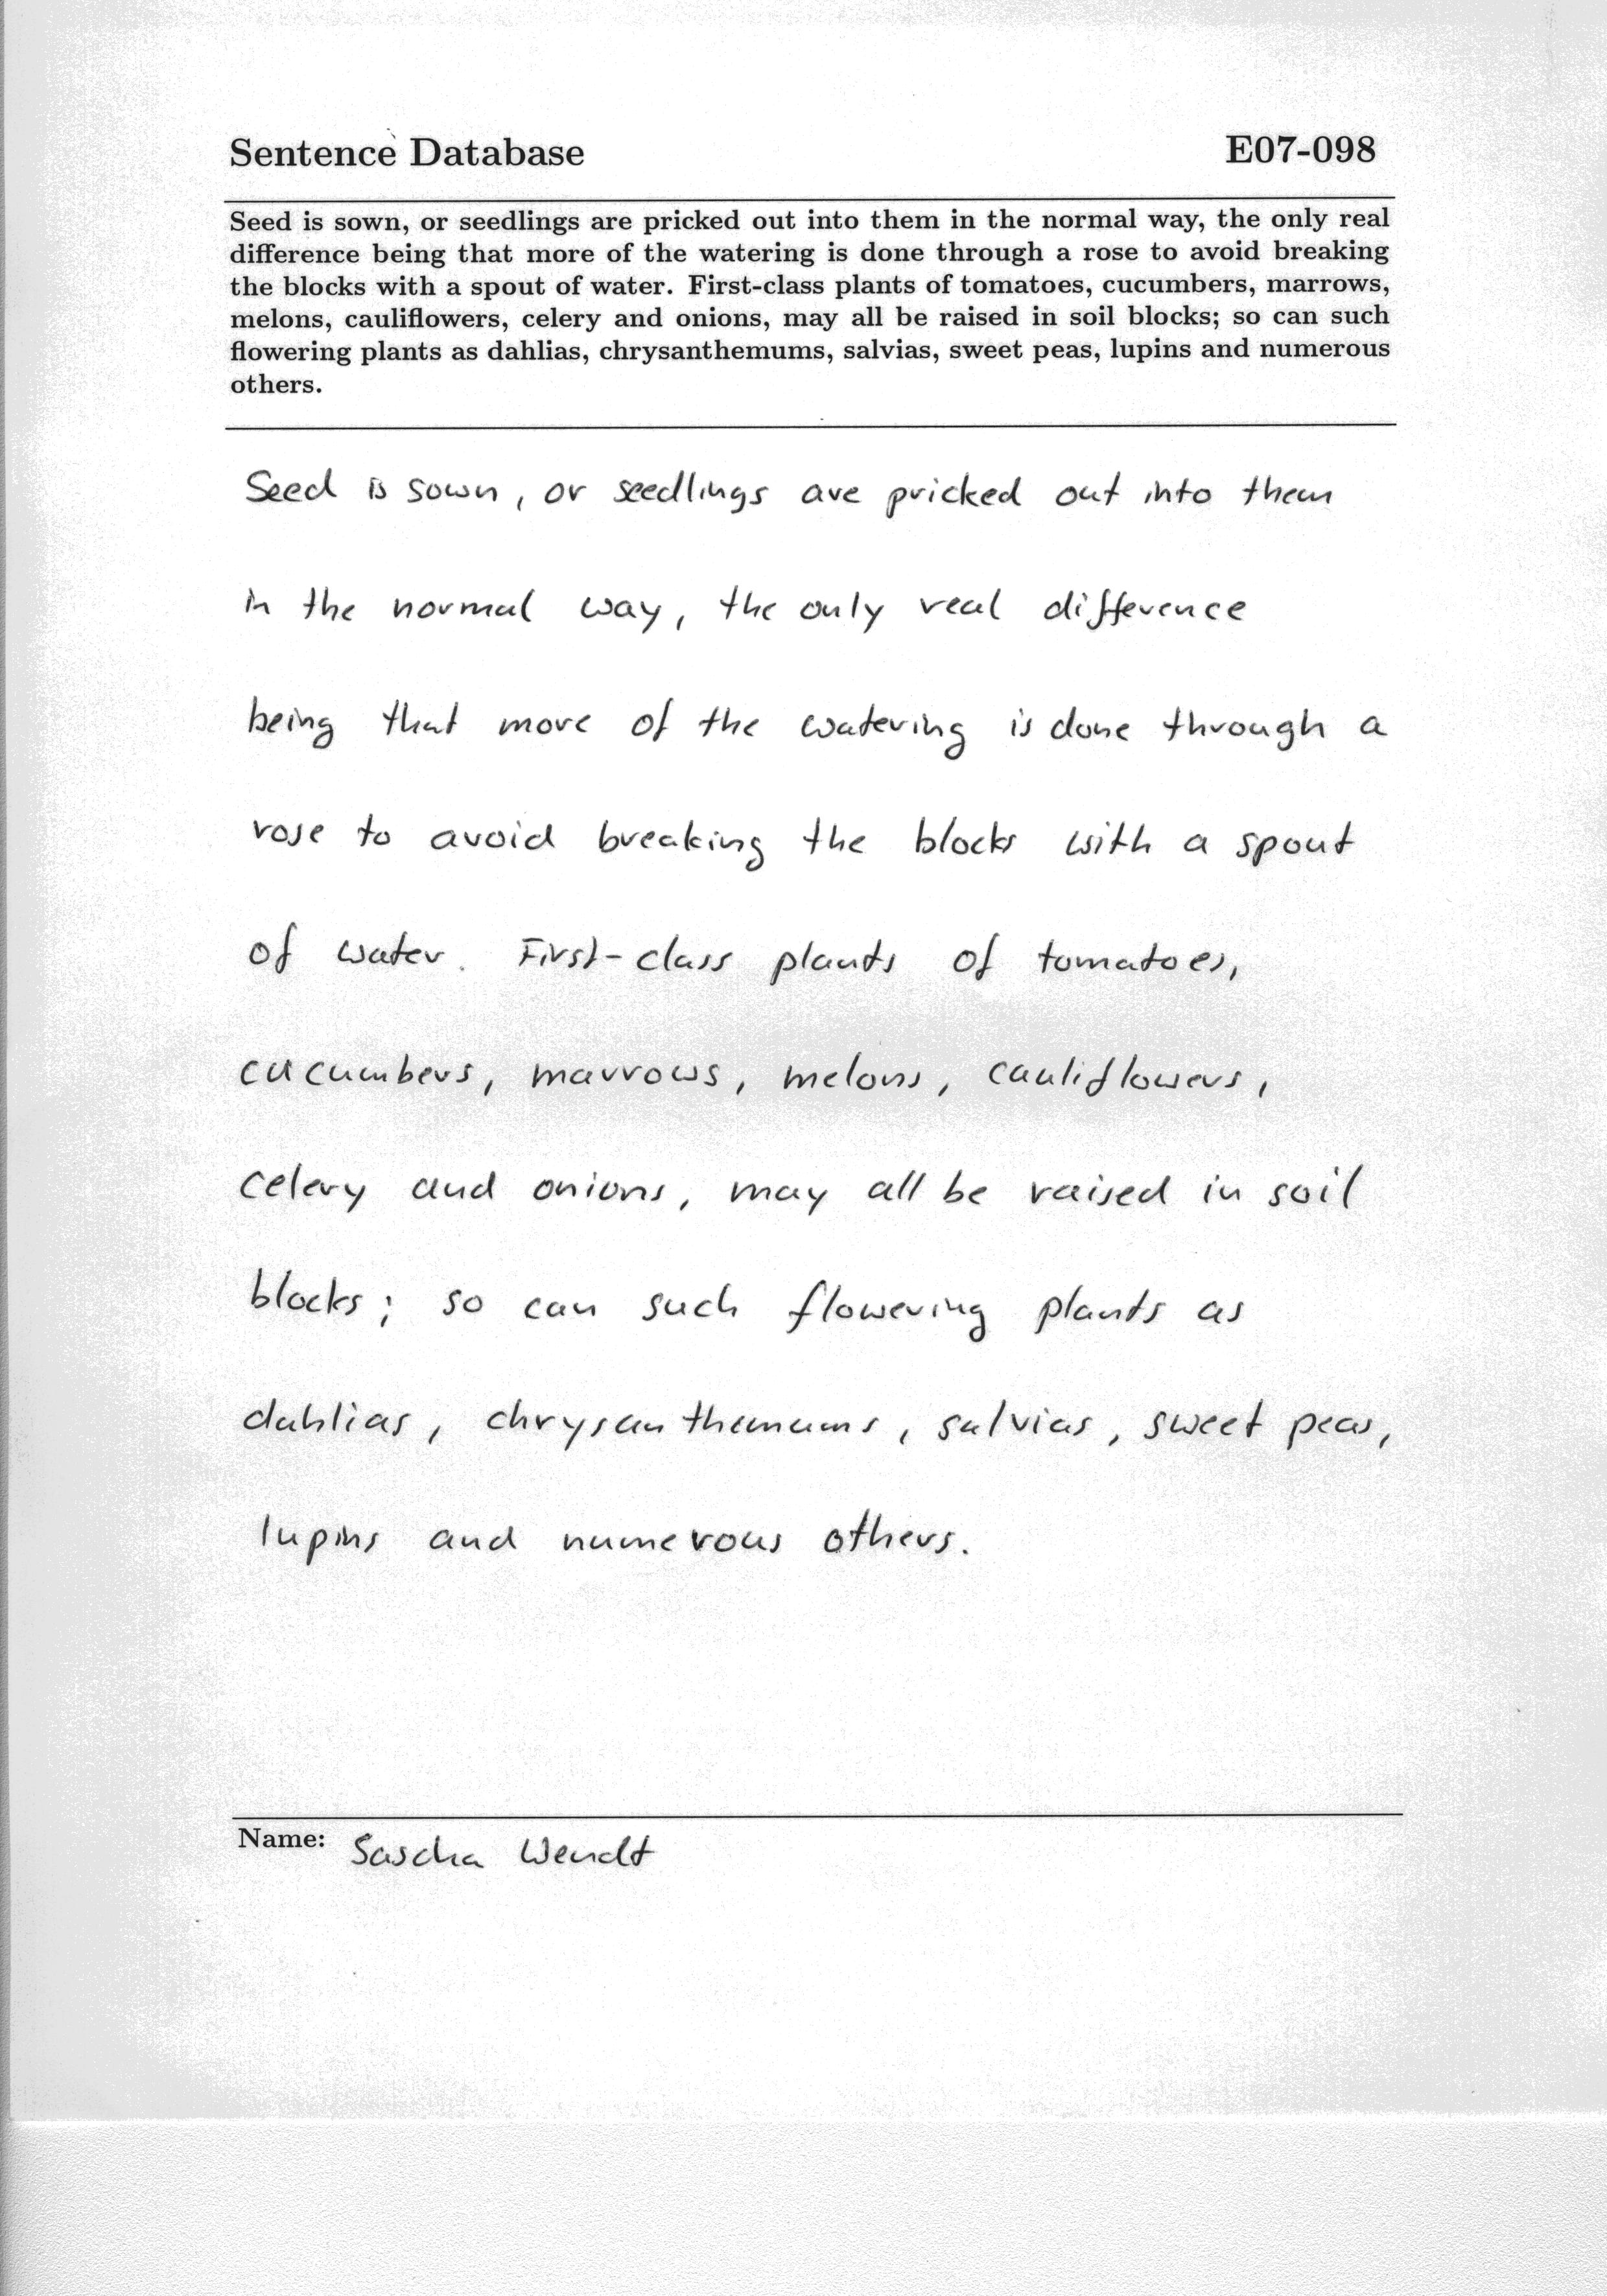 Sentence Database E07-098
Seed is sown, or seedlings are pricked out into them in the normal way, the only real
difference being that more of the watering is done through a rose to avoid breaking
the blocks with a spout of water. First-class plants of tomatoes, cucumbers, marrows,
melons, cauliflowers, celery and onions, may all be raised in soil blocks; so can such
flowering plants as dahlias, chrysanthemums, salvias, sweet peas, lupins and numerous
others.
Seed is sown, or seedlings are pricked out into them
in the normal way, the only real difference
being that more of the watering is done through a
rose to avoid breaking the blocks with a spout
of water. First-class plants of tomatoes,
cucumbers, marrows, melons, cauliflowers,
celery and onions, may all be raised in soil
blocks; so can such flowering plants as
dahlias, chrysanthemums, salvias, sweet peas,
lupins and numerous others.
Name: Sascha Wendt